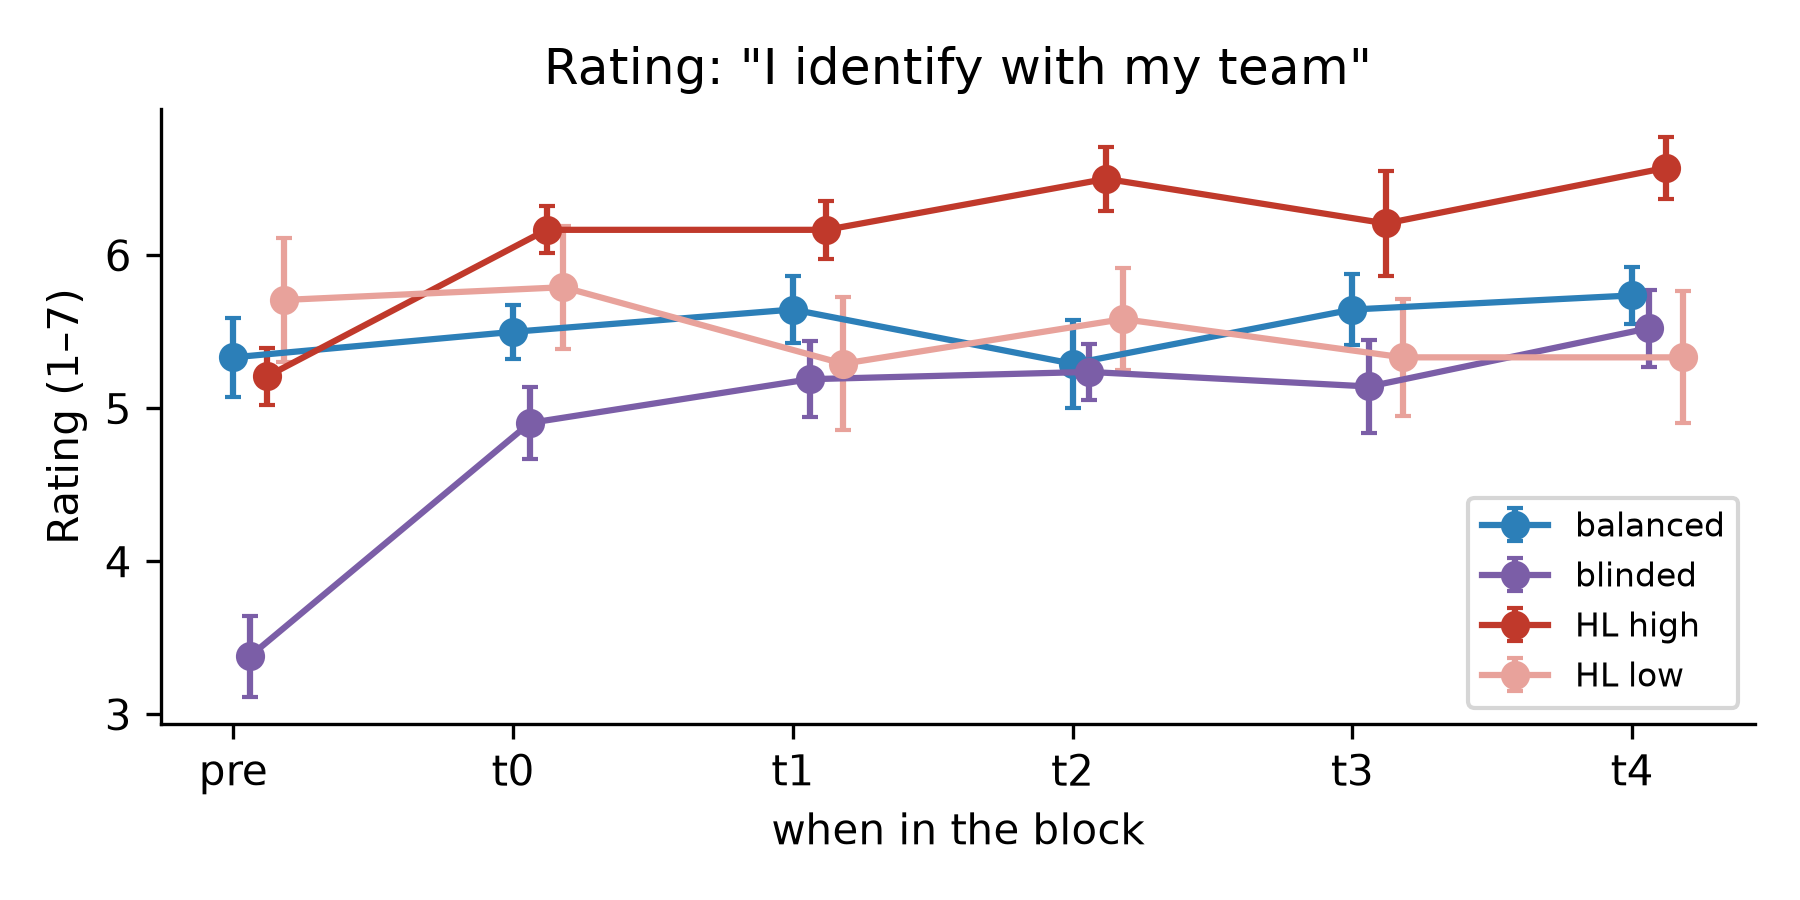 Rating: "I identify with my team"
Rating (1–7)
6
5
4
3
pre t0 t1 t2 t3 t4
when in the block
balanced
blinded
HL high
HL low